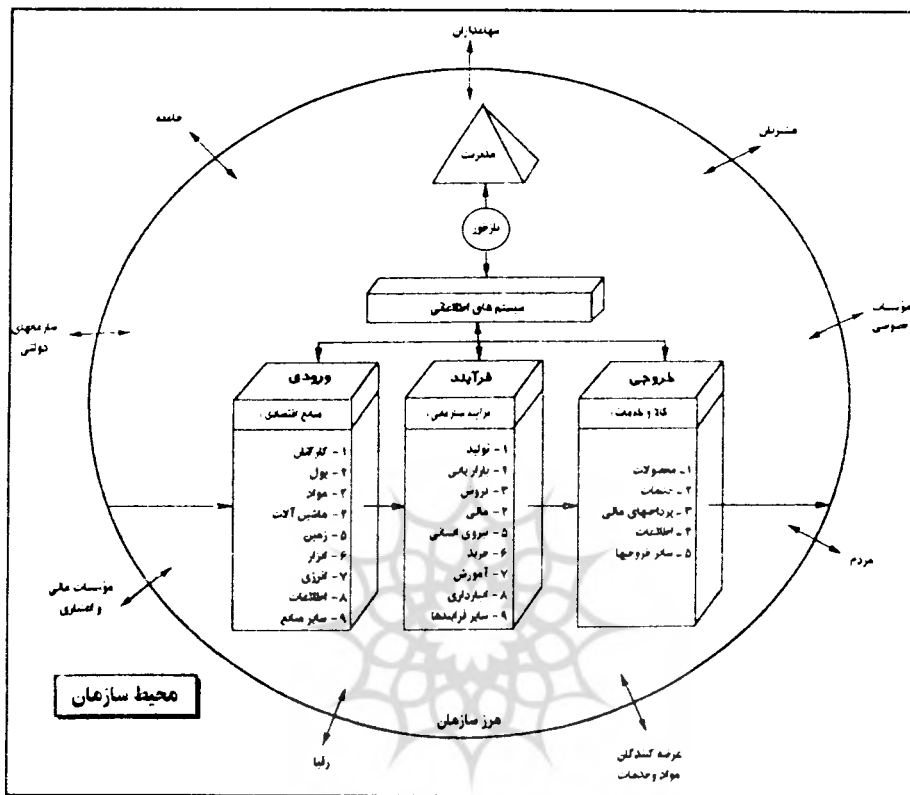 سهامداران
جامعه
مشتریان
مدیریت
بازخور
سیستم های اطلاعاتی
سازمانهای
دولتی
مؤسسات
خصوصی
ورودی
منابع اقتصادی :
۱ - کارکنان
۲ - پول
۳ - مواد
۴ - ماشین آلات
۵ - زمین
۶ - ابزار
۷ - انرژی
۸ - اطلاعات
۹ - سایر منابع
فرآیند
فرایند سازمانی :
۱ - تولید
۲ - بازاریابی
۳ - فروش
۴ - مالی
۵ - نیروی انسانی
۶ - خرید
۷ - آموزش
۸ - انبارداری
۹ - سایر فرایندها
خروجی
کالا و خدمات :
۱ - محصولات
۲ - خدمات
۳ - پرداختهای مالی
۴ - اطلاعات
۵ - سایر خروجیها
مردم
مؤسسات مالی
و اعتباری
محیط سازمان
مرز سازمان
رقبا
عرضه کنندگان
مواد وخدمات